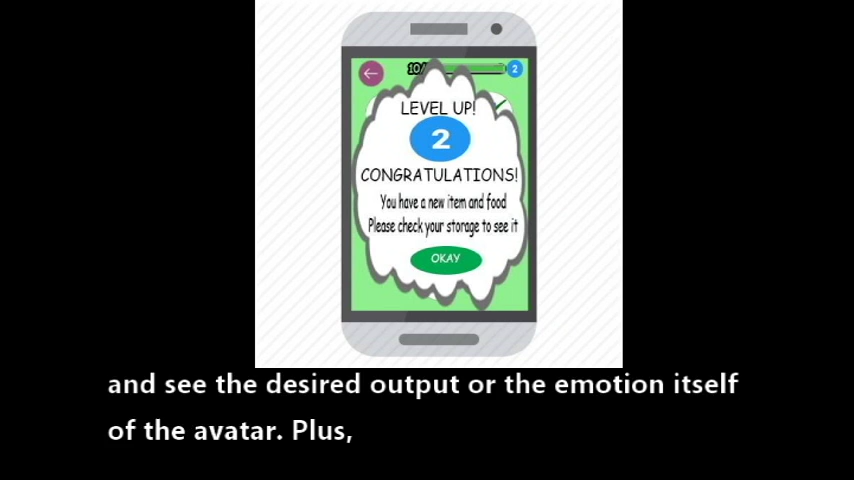 2
LEVEL UP!
2
CONGRATULATIONS!
You have a new item and food
Please check your storage to see it
OKAY
and see the desired output or the emotion itself
of the avatar. Plus,